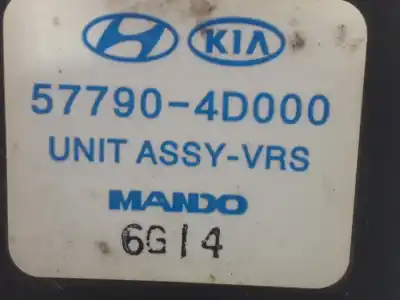 KIA
57790-4D000
UNIT ASSY-VRS
MANDO
6G14